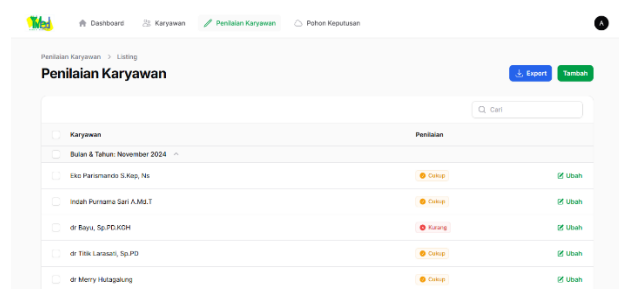 Dashboard Karyawan Penilaian Karyawan Pohon Keputusan A
Penilaian Karyawan > Listing
Penilaian Karyawan
Export Tambah
Cari
Karyawan Penilaian
Bulan & Tahun: November 2024
Eko Parismando S.Kep, Ns Cukup Ubah
Indah Purnama Sari A.Md.T Cukup Ubah
dr Bayu, Sp.PD.KGH Kurang Ubah
dr Titik Larasati, Sp.PD Cukup Ubah
dr Merry Hutagalung Cukup Ubah